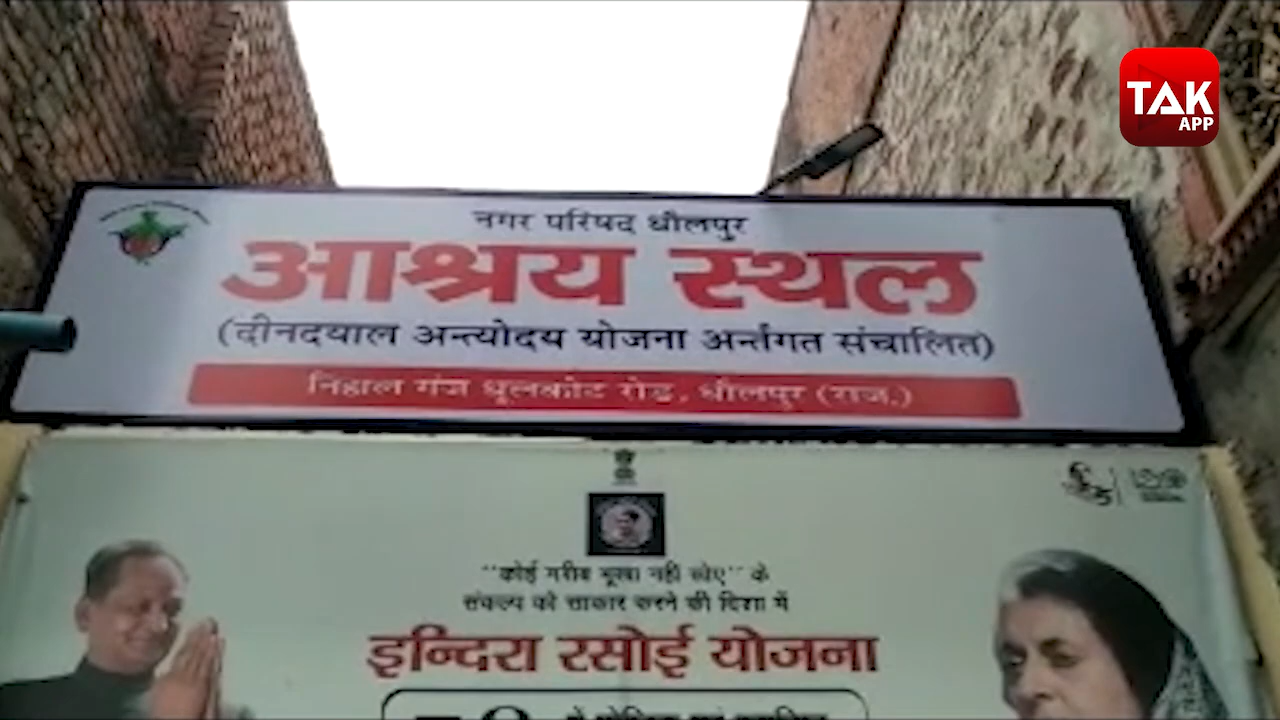 TAK
APP
नगर परिषद धौलपुर
आश्रय स्थल
(दीनदयाल अन्त्योदय योजना अर्न्तगत संचालित)
निहाल गंज धूलकोट रोड, धौलपुर (राज.)
"कोई गरीब भूखा नहीं सोए" के
संकल्प को साकार करने की दिशा में
इन्दिरा रसोई योजना